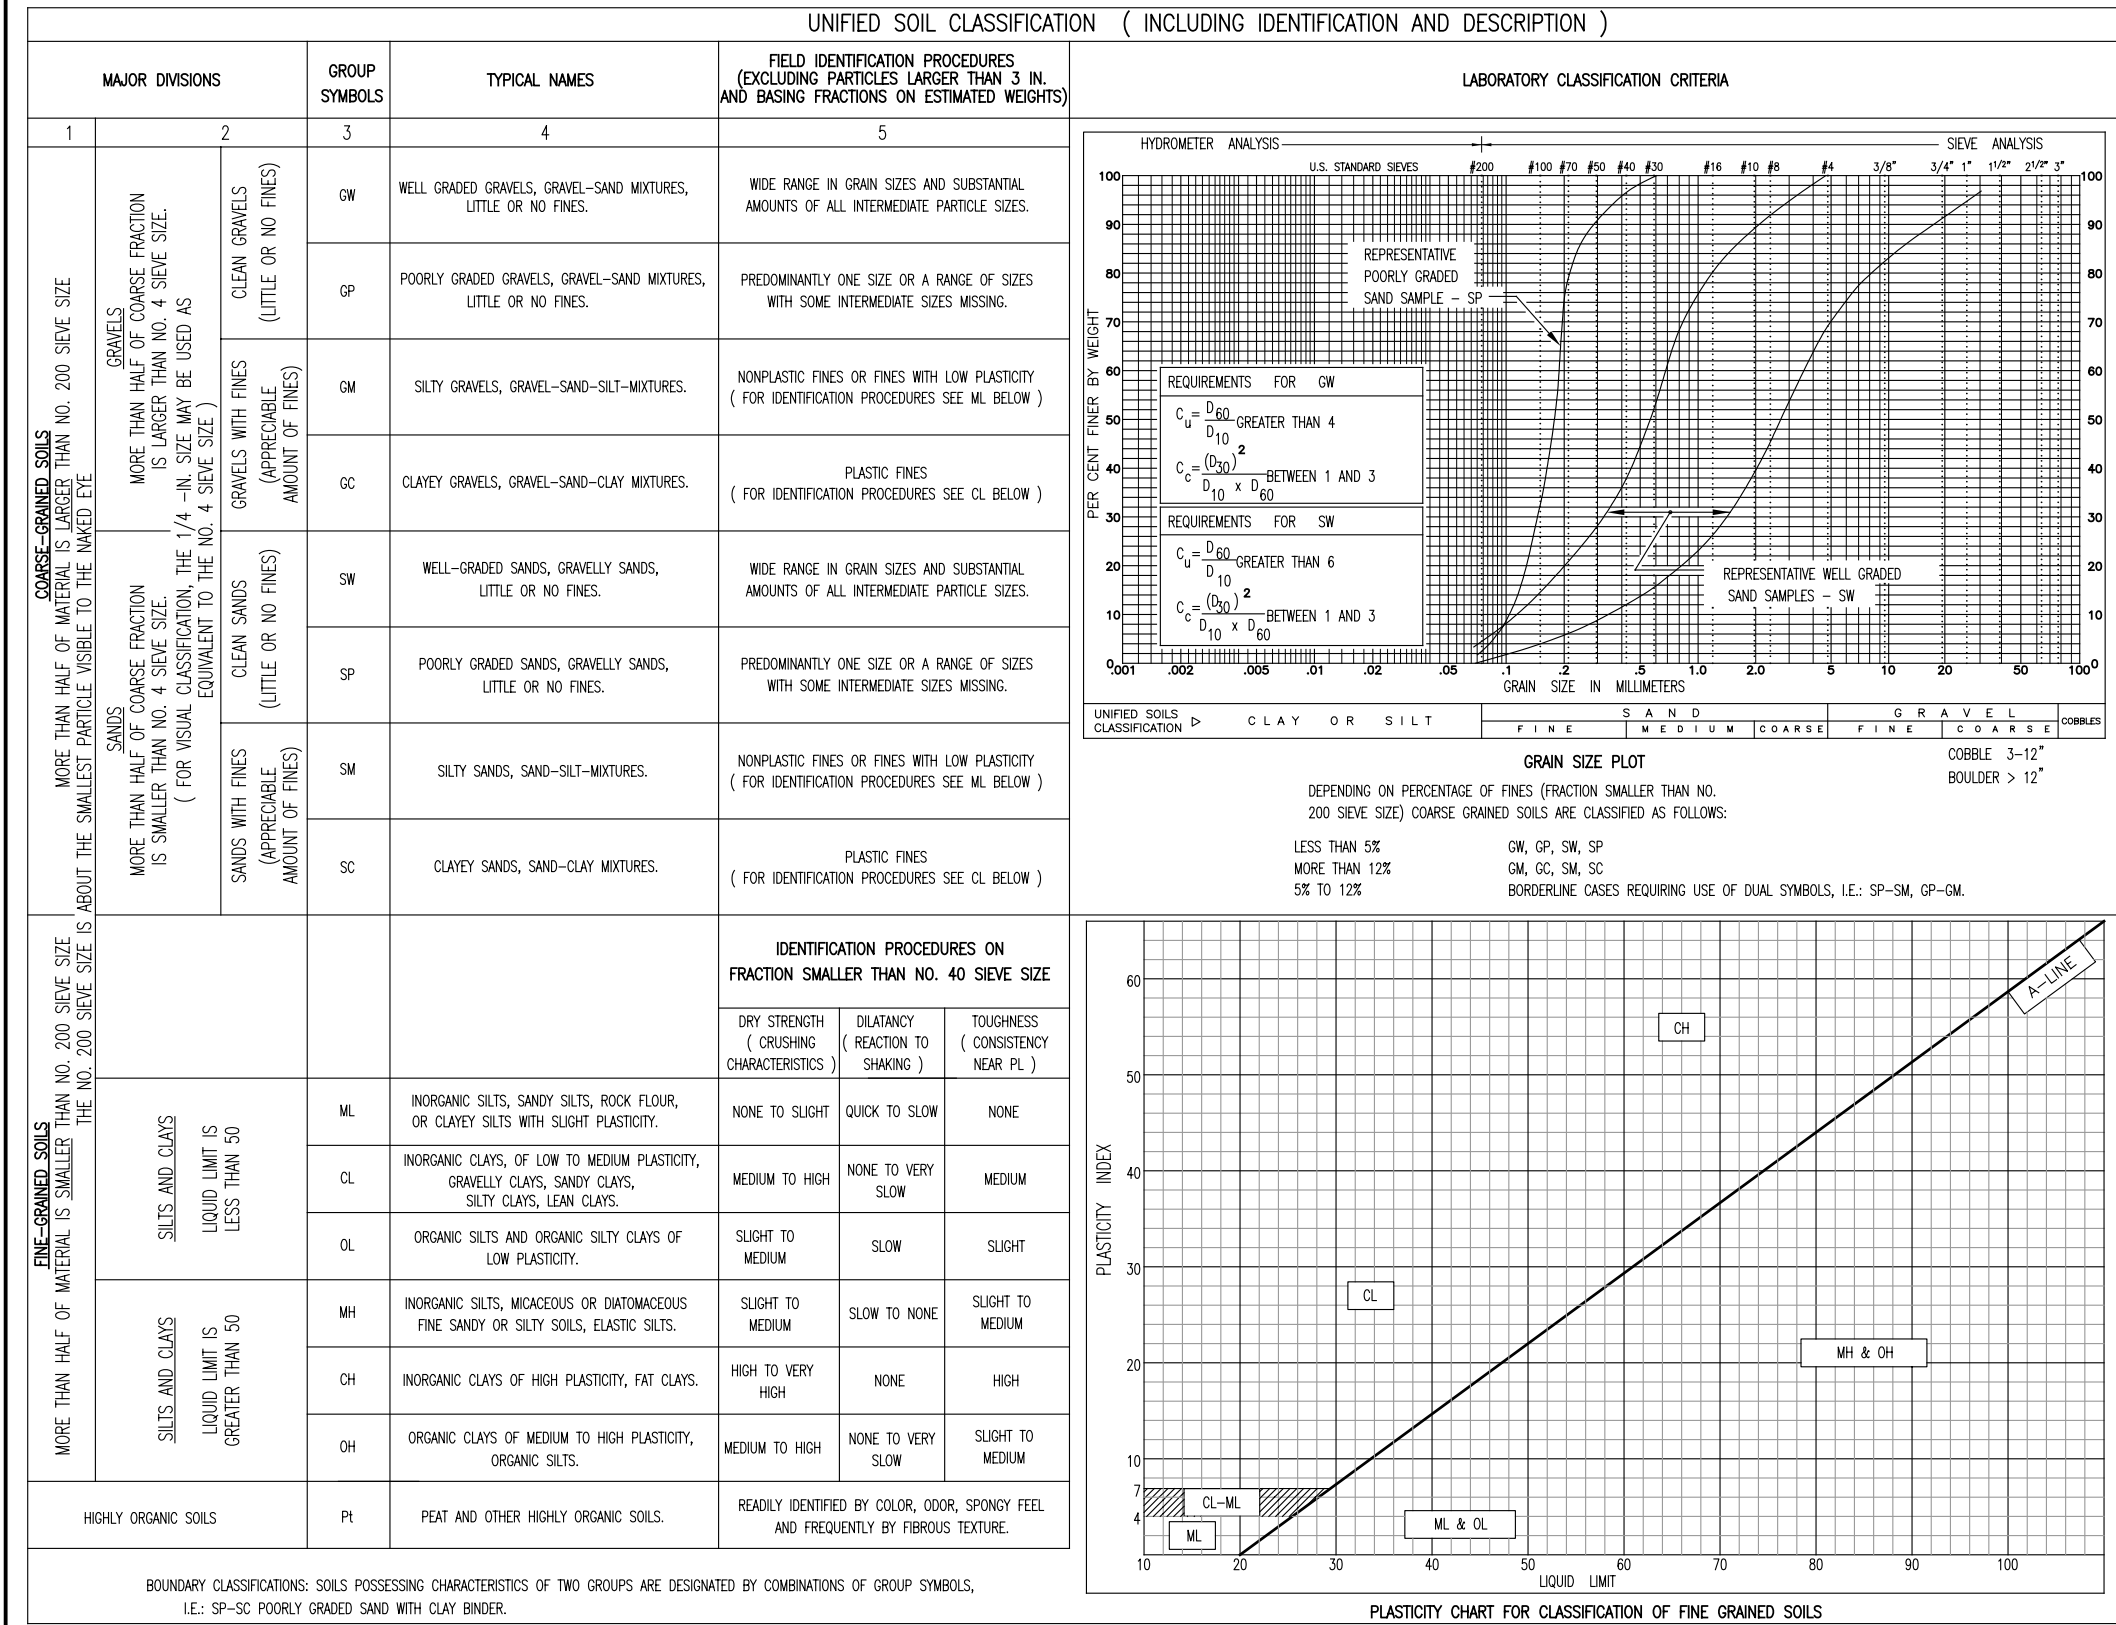 UNIFIED SOIL CLASSIFICATION ( INCLUDING IDENTIFICATION AND DESCRIPTION )
MAJOR DIVISIONS
GROUP
SYMBOLS
TYPICAL NAMES
FIELD IDENTIFICATION PROCEDURES
(EXCLUDING PARTICLES LARGER THAN 3 IN.
AND BASING FRACTIONS ON ESTIMATED WEIGHTS)
LABORATORY CLASSIFICATION CRITERIA
1
2
3
4
5
COARSE-GRAINED SOILS
MORE THAN HALF OF MATERIAL IS LARGER THAN NO. 200 SIEVE SIZE
THE NO. 200 SIEVE SIZE IS ABOUT THE SMALLEST PARTICLE VISIBLE TO THE NAKED EYE
GRAVELS
MORE THAN HALF OF COARSE FRACTION
IS LARGER THAN NO. 4 SIEVE SIZE.
( FOR VISUAL CLASSIFICATION, THE 1/4 -IN. SIZE MAY BE USED AS
EQUIVALENT TO THE NO. 4 SIEVE SIZE )
CLEAN GRAVELS
(LITTLE OR NO FINES)
GW
WELL GRADED GRAVELS, GRAVEL-SAND MIXTURES,
LITTLE OR NO FINES.
WIDE RANGE IN GRAIN SIZES AND SUBSTANTIAL
AMOUNTS OF ALL INTERMEDIATE PARTICLE SIZES.
GP
POORLY GRADED GRAVELS, GRAVEL-SAND MIXTURES,
LITTLE OR NO FINES.
PREDOMINANTLY ONE SIZE OR A RANGE OF SIZES
WITH SOME INTERMEDIATE SIZES MISSING.
GRAVELS WITH FINES
(APPRECIABLE
AMOUNT OF FINES)
GM
SILTY GRAVELS, GRAVEL-SAND-SILT-MIXTURES.
NONPLASTIC FINES OR FINES WITH LOW PLASTICITY
( FOR IDENTIFICATION PROCEDURES SEE ML BELOW )
GC
CLAYEY GRAVELS, GRAVEL-SAND-CLAY MIXTURES.
PLASTIC FINES
( FOR IDENTIFICATION PROCEDURES SEE CL BELOW )
SANDS
MORE THAN HALF OF COARSE FRACTION
IS SMALLER THAN NO. 4 SIEVE SIZE.
CLEAN SANDS
(LITTLE OR NO FINES)
SW
WELL-GRADED SANDS, GRAVELLY SANDS,
LITTLE OR NO FINES.
WIDE RANGE IN GRAIN SIZES AND SUBSTANTIAL
AMOUNTS OF ALL INTERMEDIATE PARTICLE SIZES.
SP
POORLY GRADED SANDS, GRAVELLY SANDS,
LITTLE OR NO FINES.
PREDOMINANTLY ONE SIZE OR A RANGE OF SIZES
WITH SOME INTERMEDIATE SIZES MISSING.
SANDS WITH FINES
(APPRECIABLE
AMOUNT OF FINES)
SM
SILTY SANDS, SAND-SILT-MIXTURES.
NONPLASTIC FINES OR FINES WITH LOW PLASTICITY
( FOR IDENTIFICATION PROCEDURES SEE ML BELOW )
SC
CLAYEY SANDS, SAND-CLAY MIXTURES.
PLASTIC FINES
( FOR IDENTIFICATION PROCEDURES SEE CL BELOW )
HYDROMETER ANALYSIS
SIEVE ANALYSIS
U.S. STANDARD SIEVES #200 #100 #70 #50 #40 #30 #16 #10 #8 #4 3/8" 3/4" 1" 1 1/2" 2 1/2" 3"
PER CENT FINER BY WEIGHT
100 100
90 90
80 80
70 70
60 60
50 50
40 40
30 30
20 20
10 10
0 0
REPRESENTATIVE
POORLY GRADED
SAND SAMPLE - SP
REQUIREMENTS FOR GW
Cu = D60 / D10 GREATER THAN 4
Cc = (D30)2 / D10 x D60 BETWEEN 1 AND 3
REQUIREMENTS FOR SW
Cu = D60 / D10 GREATER THAN 6
Cc = (D30)2 / D10 x D60 BETWEEN 1 AND 3
REPRESENTATIVE WELL GRADED
SAND SAMPLES - SW
.001 .002 .005 .01 .02 .05 .1 .2 .5 1.0 2.0 5 10 20 50 100
GRAIN SIZE IN MILLIMETERS
UNIFIED SOILS
CLASSIFICATION
CLAY OR SILT
SAND
FINE MEDIUM COARSE
GRAVEL
FINE COARSE
COBBLES
GRAIN SIZE PLOT
COBBLE 3-12"
BOULDER > 12"
DEPENDING ON PERCENTAGE OF FINES (FRACTION SMALLER THAN NO.
200 SIEVE SIZE) COARSE GRAINED SOILS ARE CLASSIFIED AS FOLLOWS:
LESS THAN 5% GW, GP, SW, SP
MORE THAN 12% GM, GC, SM, SC
5% TO 12% BORDERLINE CASES REQUIRING USE OF DUAL SYMBOLS, I.E.: SP-SM, GP-GM.
FINE-GRAINED SOILS
MORE THAN HALF OF MATERIAL IS SMALLER THAN NO. 200 SIEVE SIZE
IDENTIFICATION PROCEDURES ON
FRACTION SMALLER THAN NO. 40 SIEVE SIZE
DRY STRENGTH
( CRUSHING
CHARACTERISTICS )
DILATANCY
( REACTION TO
SHAKING )
TOUGHNESS
( CONSISTENCY
NEAR PL )
SILTS AND CLAYS
LIQUID LIMIT IS
LESS THAN 50
ML
INORGANIC SILTS, SANDY SILTS, ROCK FLOUR,
OR CLAYEY SILTS WITH SLIGHT PLASTICITY.
NONE TO SLIGHT
QUICK TO SLOW
NONE
CL
INORGANIC CLAYS, OF LOW TO MEDIUM PLASTICITY,
GRAVELLY CLAYS, SANDY CLAYS,
SILTY CLAYS, LEAN CLAYS.
MEDIUM TO HIGH
NONE TO VERY
SLOW
MEDIUM
OL
ORGANIC SILTS AND ORGANIC SILTY CLAYS OF
LOW PLASTICITY.
SLIGHT TO
MEDIUM
SLOW
SLIGHT
SILTS AND CLAYS
LIQUID LIMIT IS
GREATER THAN 50
MH
INORGANIC SILTS, MICACEOUS OR DIATOMACEOUS
FINE SANDY OR SILTY SOILS, ELASTIC SILTS.
SLIGHT TO
MEDIUM
SLOW TO NONE
SLIGHT TO
MEDIUM
CH
INORGANIC CLAYS OF HIGH PLASTICITY, FAT CLAYS.
HIGH TO VERY
HIGH
NONE
HIGH
OH
ORGANIC CLAYS OF MEDIUM TO HIGH PLASTICITY,
ORGANIC SILTS.
MEDIUM TO HIGH
NONE TO VERY
SLOW
SLIGHT TO
MEDIUM
HIGHLY ORGANIC SOILS
Pt
PEAT AND OTHER HIGHLY ORGANIC SOILS.
READILY IDENTIFIED BY COLOR, ODOR, SPONGY FEEL
AND FREQUENTLY BY FIBROUS TEXTURE.
BOUNDARY CLASSIFICATIONS: SOILS POSSESSING CHARACTERISTICS OF TWO GROUPS ARE DESIGNATED BY COMBINATIONS OF GROUP SYMBOLS,
I.E.: SP-SC POORLY GRADED SAND WITH CLAY BINDER.
PLASTICITY INDEX
60
50
40
30
20
10
7
4
A-LINE
CH
CL
MH & OH
CL-ML
ML
ML & OL
10 20 30 40 50 60 70 80 90 100
LIQUID LIMIT
PLASTICITY CHART FOR CLASSIFICATION OF FINE GRAINED SOILS